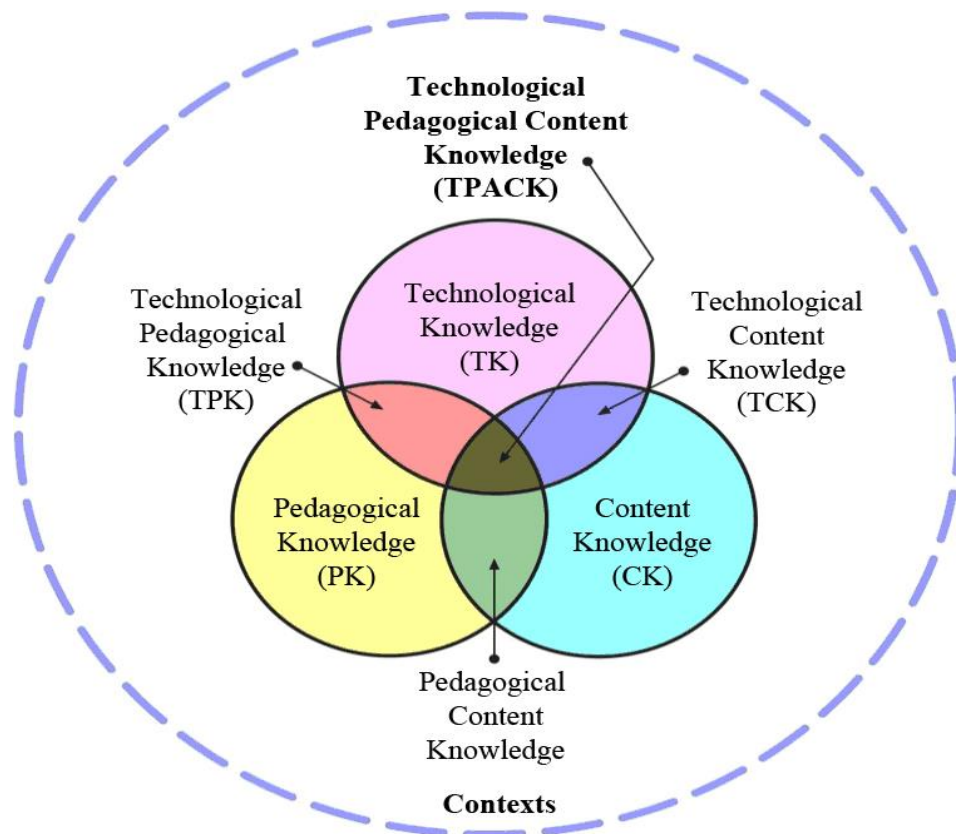 Technological
Pedagogical Content
Knowledge
(TPACK)
Technological
Pedagogical
Knowledge
(TPK)
Technological
Knowledge
(TK)
Technological
Content
Knowledge
(TCK)
Pedagogical
Knowledge
(PK)
Content
Knowledge
(CK)
Pedagogical
Content
Knowledge
Contexts